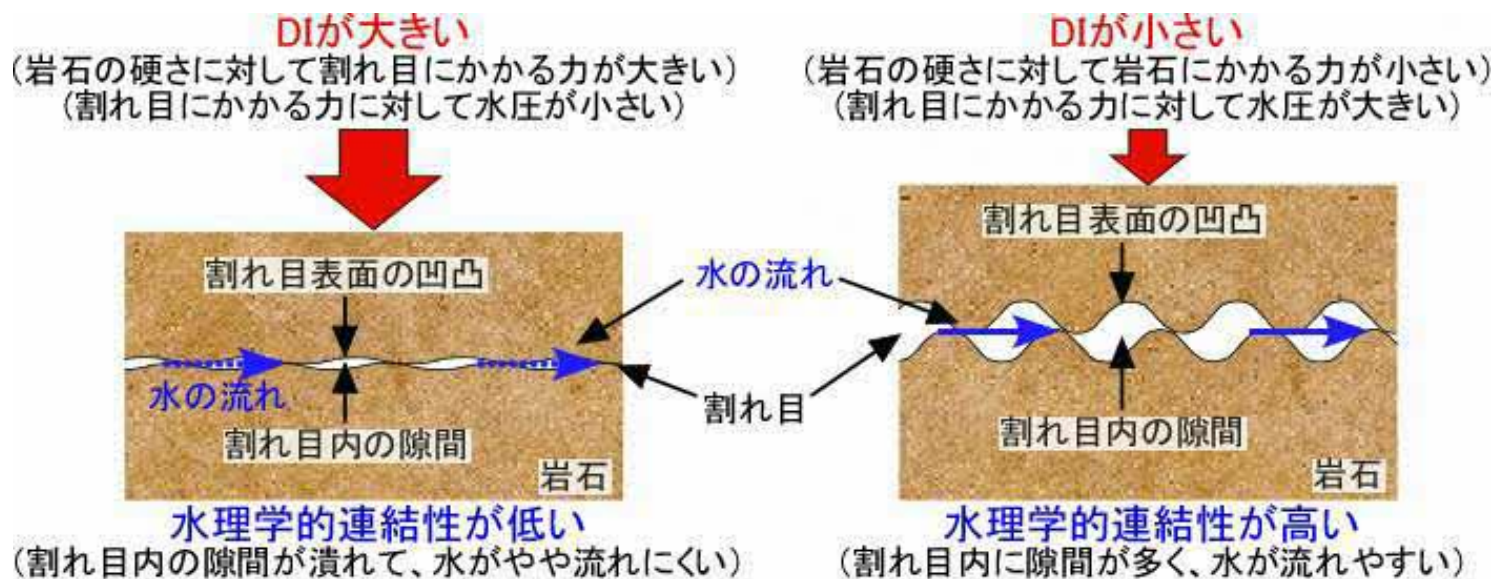 DIが大きい
(岩石の硬さに対して割れ目にかかる力が大きい)
(割れ目にかかる力に対して水圧が小さい)
割れ目表面の凹凸
水の流れ
割れ目内の隙間
岩石
水理学的連結性が低い
(割れ目内の隙間が潰れて、水がやや流れにくい)
水の流れ
割れ目
DIが小さい
(岩石の硬さに対して岩石にかかる力が小さい)
(割れ目にかかる力に対して水圧が大きい)
割れ目表面の凹凸
割れ目内の隙間
岩石
水理学的連結性が高い
(割れ目内に隙間が多く、水が流れやすい)